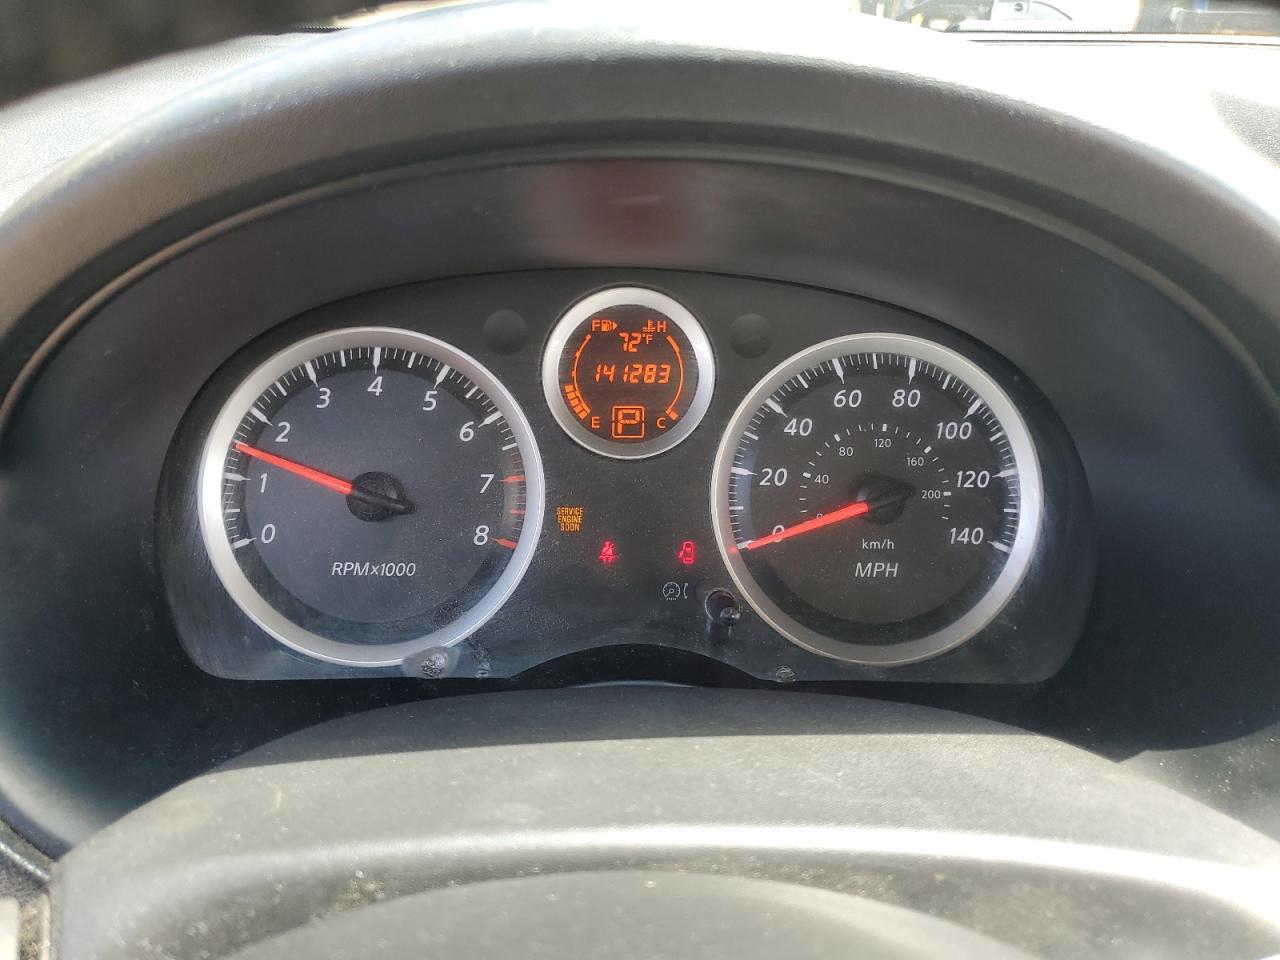 F H
72°F
141283
E P C
0 1 2 3 4 5 6 7 8
RPM×1000
SERVICE
ENGINE
SOON
0 20 40 60 80 100 120 140
0 40 80 120 160 200
km/h
MPH